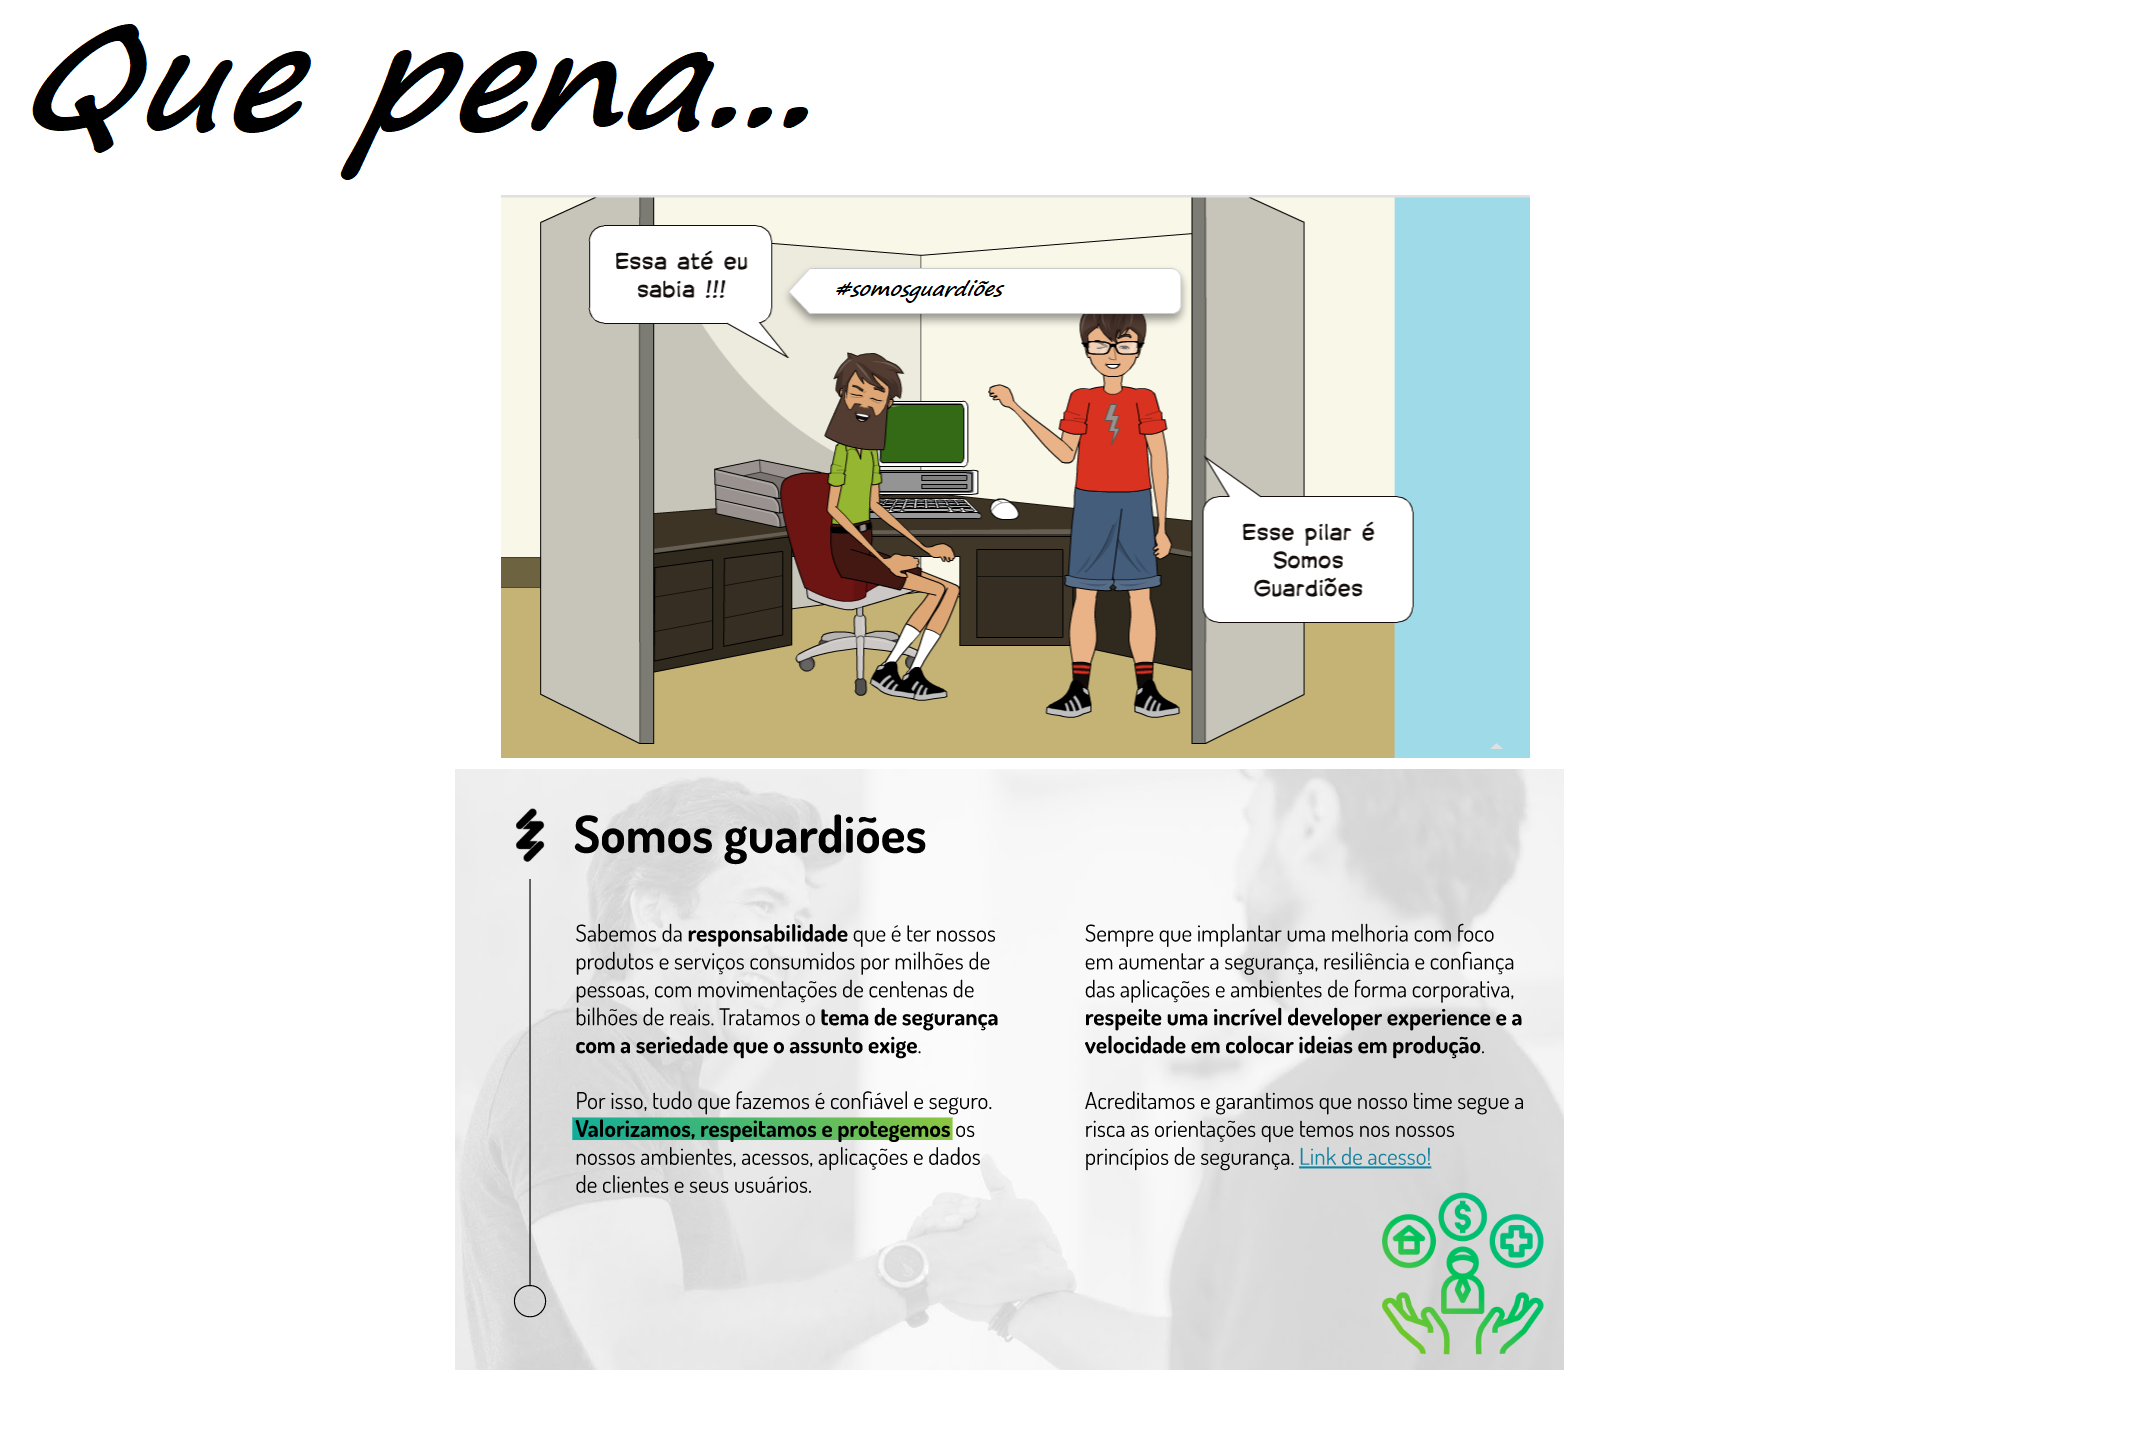 Que pena...
Essa até eu
sabia !!!
#somosguardiões
Esse pilar é
Somos
Guardiões
Somos guardiões
Sabemos da responsabilidade que é ter nossos
produtos e serviços consumidos por milhões de
pessoas, com movimentações de centenas de
bilhões de reais. Tratamos o tema de segurança
com a seriedade que o assunto exige.
Por isso, tudo que fazemos é confiável e seguro.
Valorizamos, respeitamos e protegemos os
nossos ambientes, acessos, aplicações e dados
de clientes e seus usuários.
Sempre que implantar uma melhoria com foco
em aumentar a segurança, resiliência e confiança
das aplicações e ambientes de forma corporativa,
respeite uma incrível developer experience e a
velocidade em colocar ideias em produção.
Acreditamos e garantimos que nosso time segue a
risca as orientações que temos nos nossos
princípios de segurança. Link de acesso!